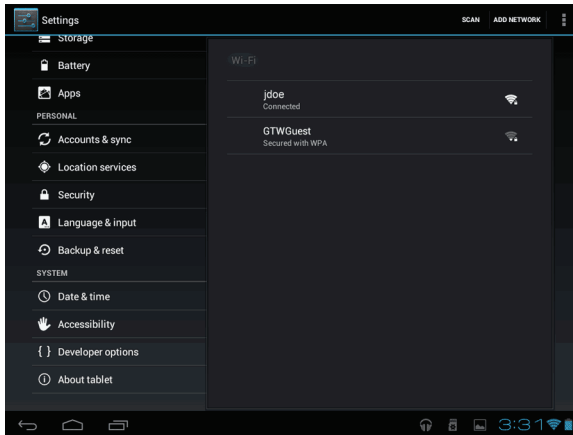 Settings
SCAN
ADD NETWORK
Storage
Battery
Apps
PERSONAL
Accounts & sync
Location services
Security
Language & input
Backup & reset
SYSTEM
Date & time
Accessibility
{ } Developer options
About tablet
Wi-Fi
jdoe
Connected
GTWGuest
Secured with WPA
3:31